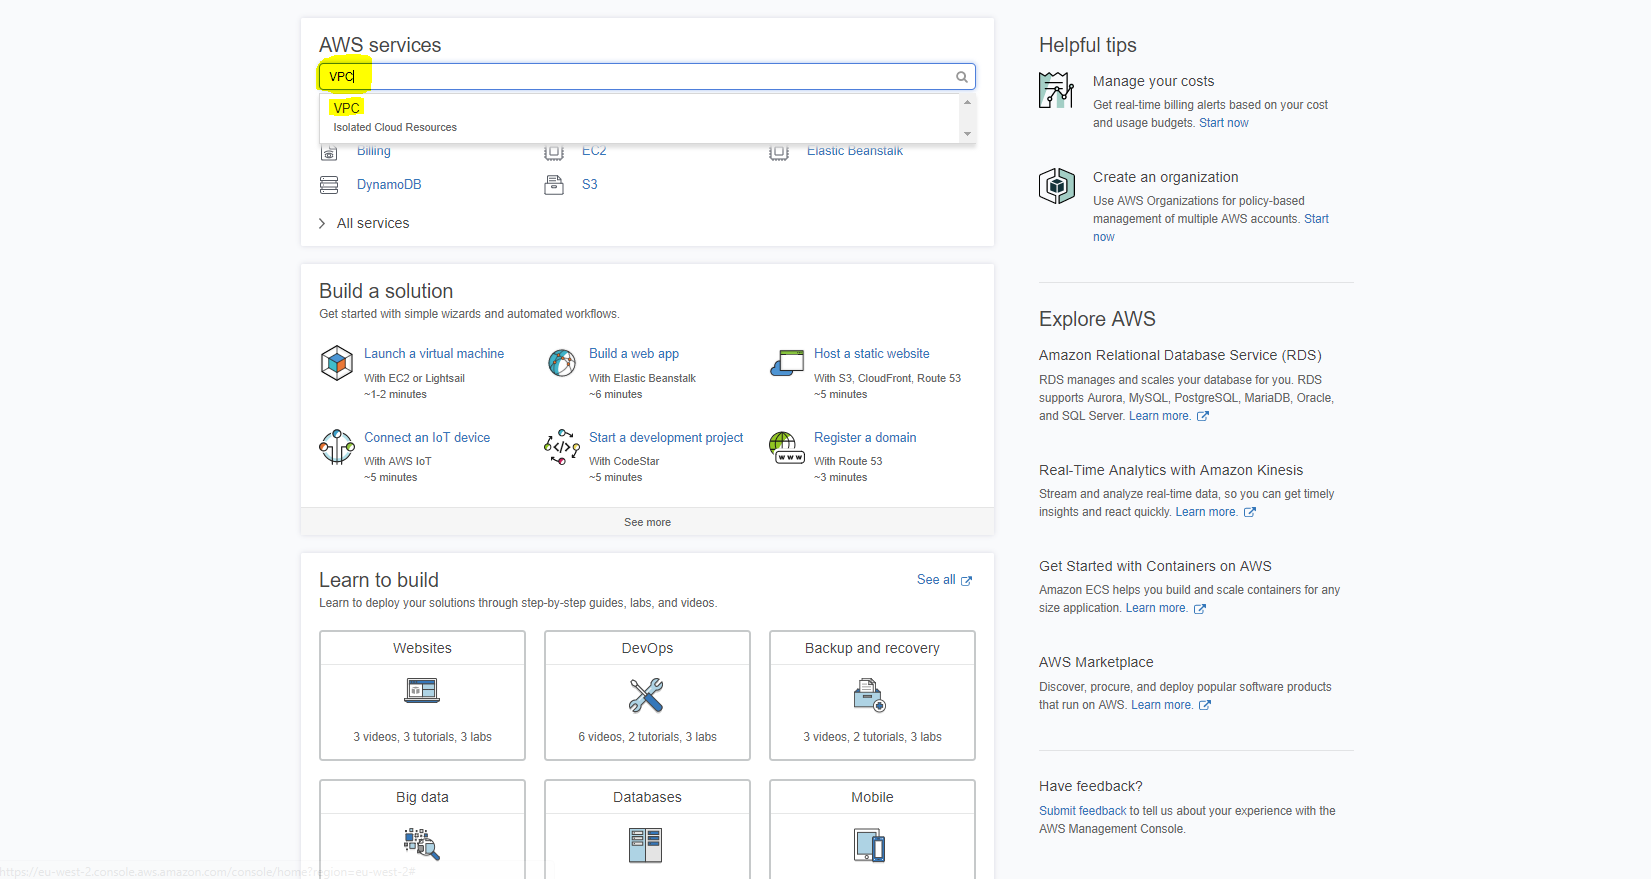 AWS services
VPC
VPC
Isolated Cloud Resources
Billing
EC2
Elastic Beanstalk
DynamoDB
S3
All services
Build a solution
Get started with simple wizards and automated workflows.
Launch a virtual machine
With EC2 or Lightsail
~1-2 minutes
Build a web app
With Elastic Beanstalk
~6 minutes
Host a static website
With S3, CloudFront, Route 53
~5 minutes
Connect an IoT device
With AWS IoT
~5 minutes
Start a development project
With CodeStar
~5 minutes
Register a domain
With Route 53
~3 minutes
See more
Learn to build
See all
Learn to deploy your solutions through step-by-step guides, labs, and videos.
Websites
3 videos, 3 tutorials, 3 labs
DevOps
6 videos, 2 tutorials, 3 labs
Backup and recovery
3 videos, 2 tutorials, 3 labs
Big data
Databases
Mobile
Helpful tips
Manage your costs
Get real-time billing alerts based on your cost
and usage budgets. Start now
Create an organization
Use AWS Organizations for policy-based
management of multiple AWS accounts. Start
now
Explore AWS
Amazon Relational Database Service (RDS)
RDS manages and scales your database for you. RDS
supports Aurora, MySQL, PostgreSQL, MariaDB, Oracle,
and SQL Server. Learn more.
Real-Time Analytics with Amazon Kinesis
Stream and analyze real-time data, so you can get timely
insights and react quickly. Learn more.
Get Started with Containers on AWS
Amazon ECS helps you build and scale containers for any
size application. Learn more.
AWS Marketplace
Discover, procure, and deploy popular software products
that run on AWS. Learn more.
Have feedback?
Submit feedback to tell us about your experience with the
AWS Management Console.
https://eu-west-2.console.aws.amazon.com/console/home?region=eu-west-2#